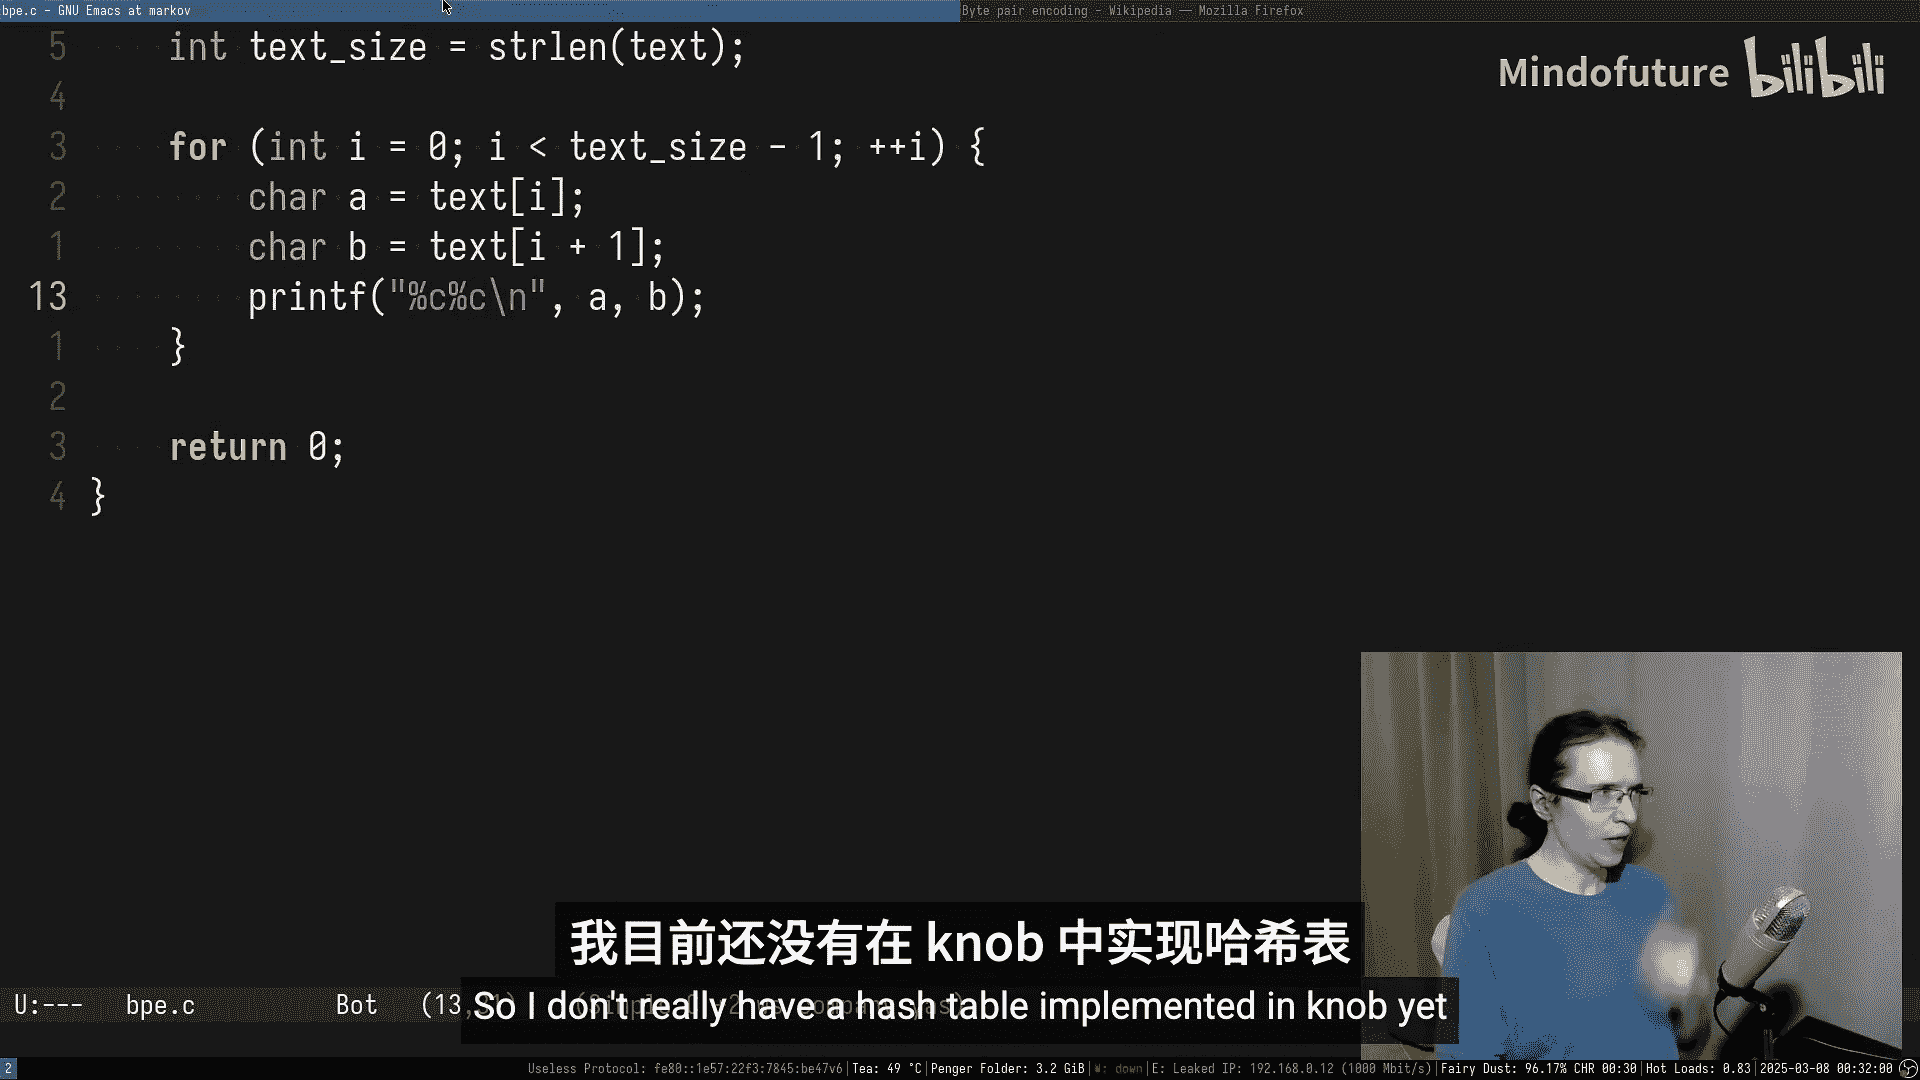 bpe.c - GNU Emacs at markov
Byte pair encoding - Wikipedia — Mozilla Firefox
Mindofuture bilibili
5 int text_size = strlen(text);
4
3 for (int i = 0; i < text_size - 1; ++i) {
2 char a = text[i];
1 char b = text[i + 1];
13 printf("%c%c\n", a, b);
1 }
2
3 return 0;
4 }
我目前还没有在 knob 中实现哈希表
So I don't really have a hash table implemented in knob yet
U:--- bpe.c Bot (13,
2 Useless Protocol: fe80::1e57:22f3:7845:be47v6|Tea: 49 °C|Penger Folder: 3.2 GiB| down|E: Leaked IP: 192.168.0.12 (1000 Mbit/s)|Fairy Dust: 96.17% CHR 00:30|Hot Loads: 0.83|2025-03-08 00:32:00